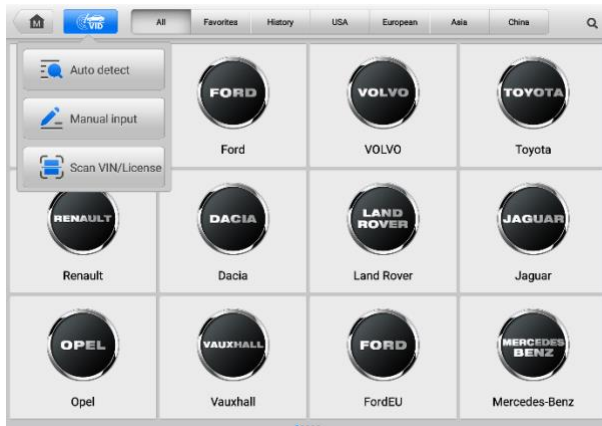 M
VID
All
Favorites
History
USA
European
Asia
China
Auto detect
Manual input
Scan VIN/License
FORD
VOLVO
TOYOTA
Ford
VOLVO
Toyota
RENAULT
DACIA
LAND
ROVER
JAGUAR
Renault
Dacia
Land Rover
Jaguar
OPEL
VAUXHALL
FORD
MERCEDES
BENZ
Opel
Vauxhall
FordEU
Mercedes-Benz